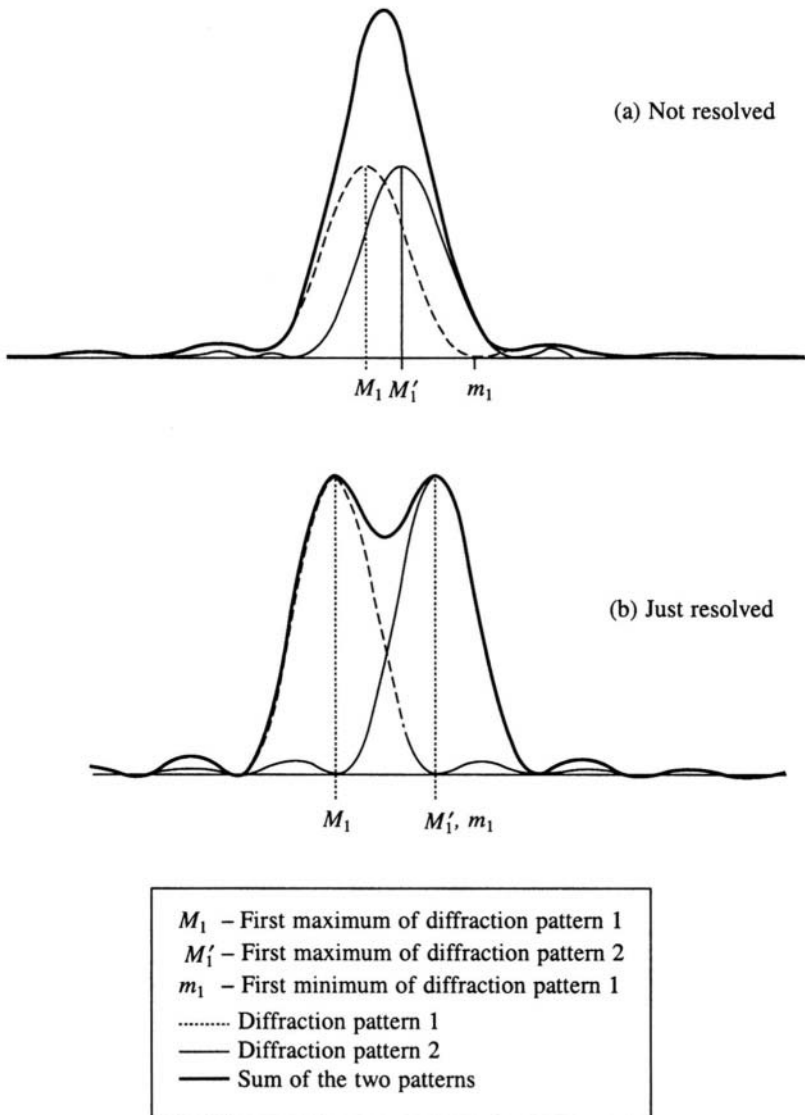 (a) Not resolved
M₁ M₁′ m₁
(b) Just resolved
M₁ M₁′, m₁
M₁ – First maximum of diffraction pattern 1
M₁′ – First maximum of diffraction pattern 2
m₁ – First minimum of diffraction pattern 1
Diffraction pattern 1
Diffraction pattern 2
Sum of the two patterns